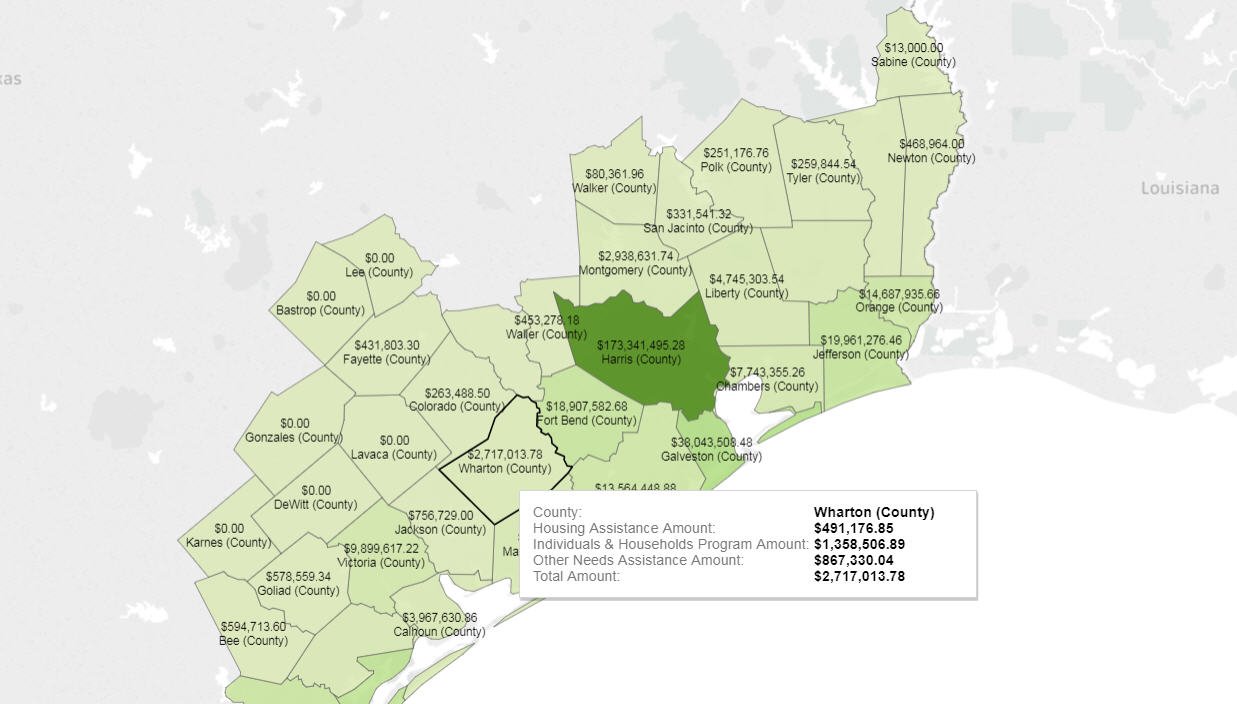 $13,000.00
Sabine (County)
xas
$468,964.00
Newton (County)
$251,176.76
Polk (County)
$259,844.54
Tyler (County)
$80,361.96
Walker (County)
Louisiana
$331,541.32
San Jacinto (County)
$2,938,631.74
Montgomery (County)
$0.00
Lee (County)
$4,745,303.54
Liberty (County)
$0.00
Bastrop (County)
$14,687,935.66
Orange (County)
$453,278.18
Waller (County)
$431,803.30
Fayette (County)
$173,341,495.28
Harris (County)
$19,961,276.46
Jefferson (County)
$7,743,355.26
Chambers (County)
$263,488.50
Colorado (County)
$18,907,582.68
Fort Bend (County)
$0.00
Gonzales (County)
$0.00
Lavaca (County)
$38,043,508.48
Galveston (County)
$2,717,013.78
Wharton (County)
$13,564,448.88
$0.00
DeWitt (County)
$0.00
Karnes (County)
$756,729.00
Jackson (County)
Ma
$9,899,617.22
Victoria (County)
$578,559.34
Goliad (County)
$594,713.60
Bee (County)
$3,967,630.86
Calhoun (County)
County: Wharton (County)
Housing Assistance Amount: $491,176.85
Individuals & Households Program Amount: $1,358,506.89
Other Needs Assistance Amount: $867,330.04
Total Amount: $2,717,013.78